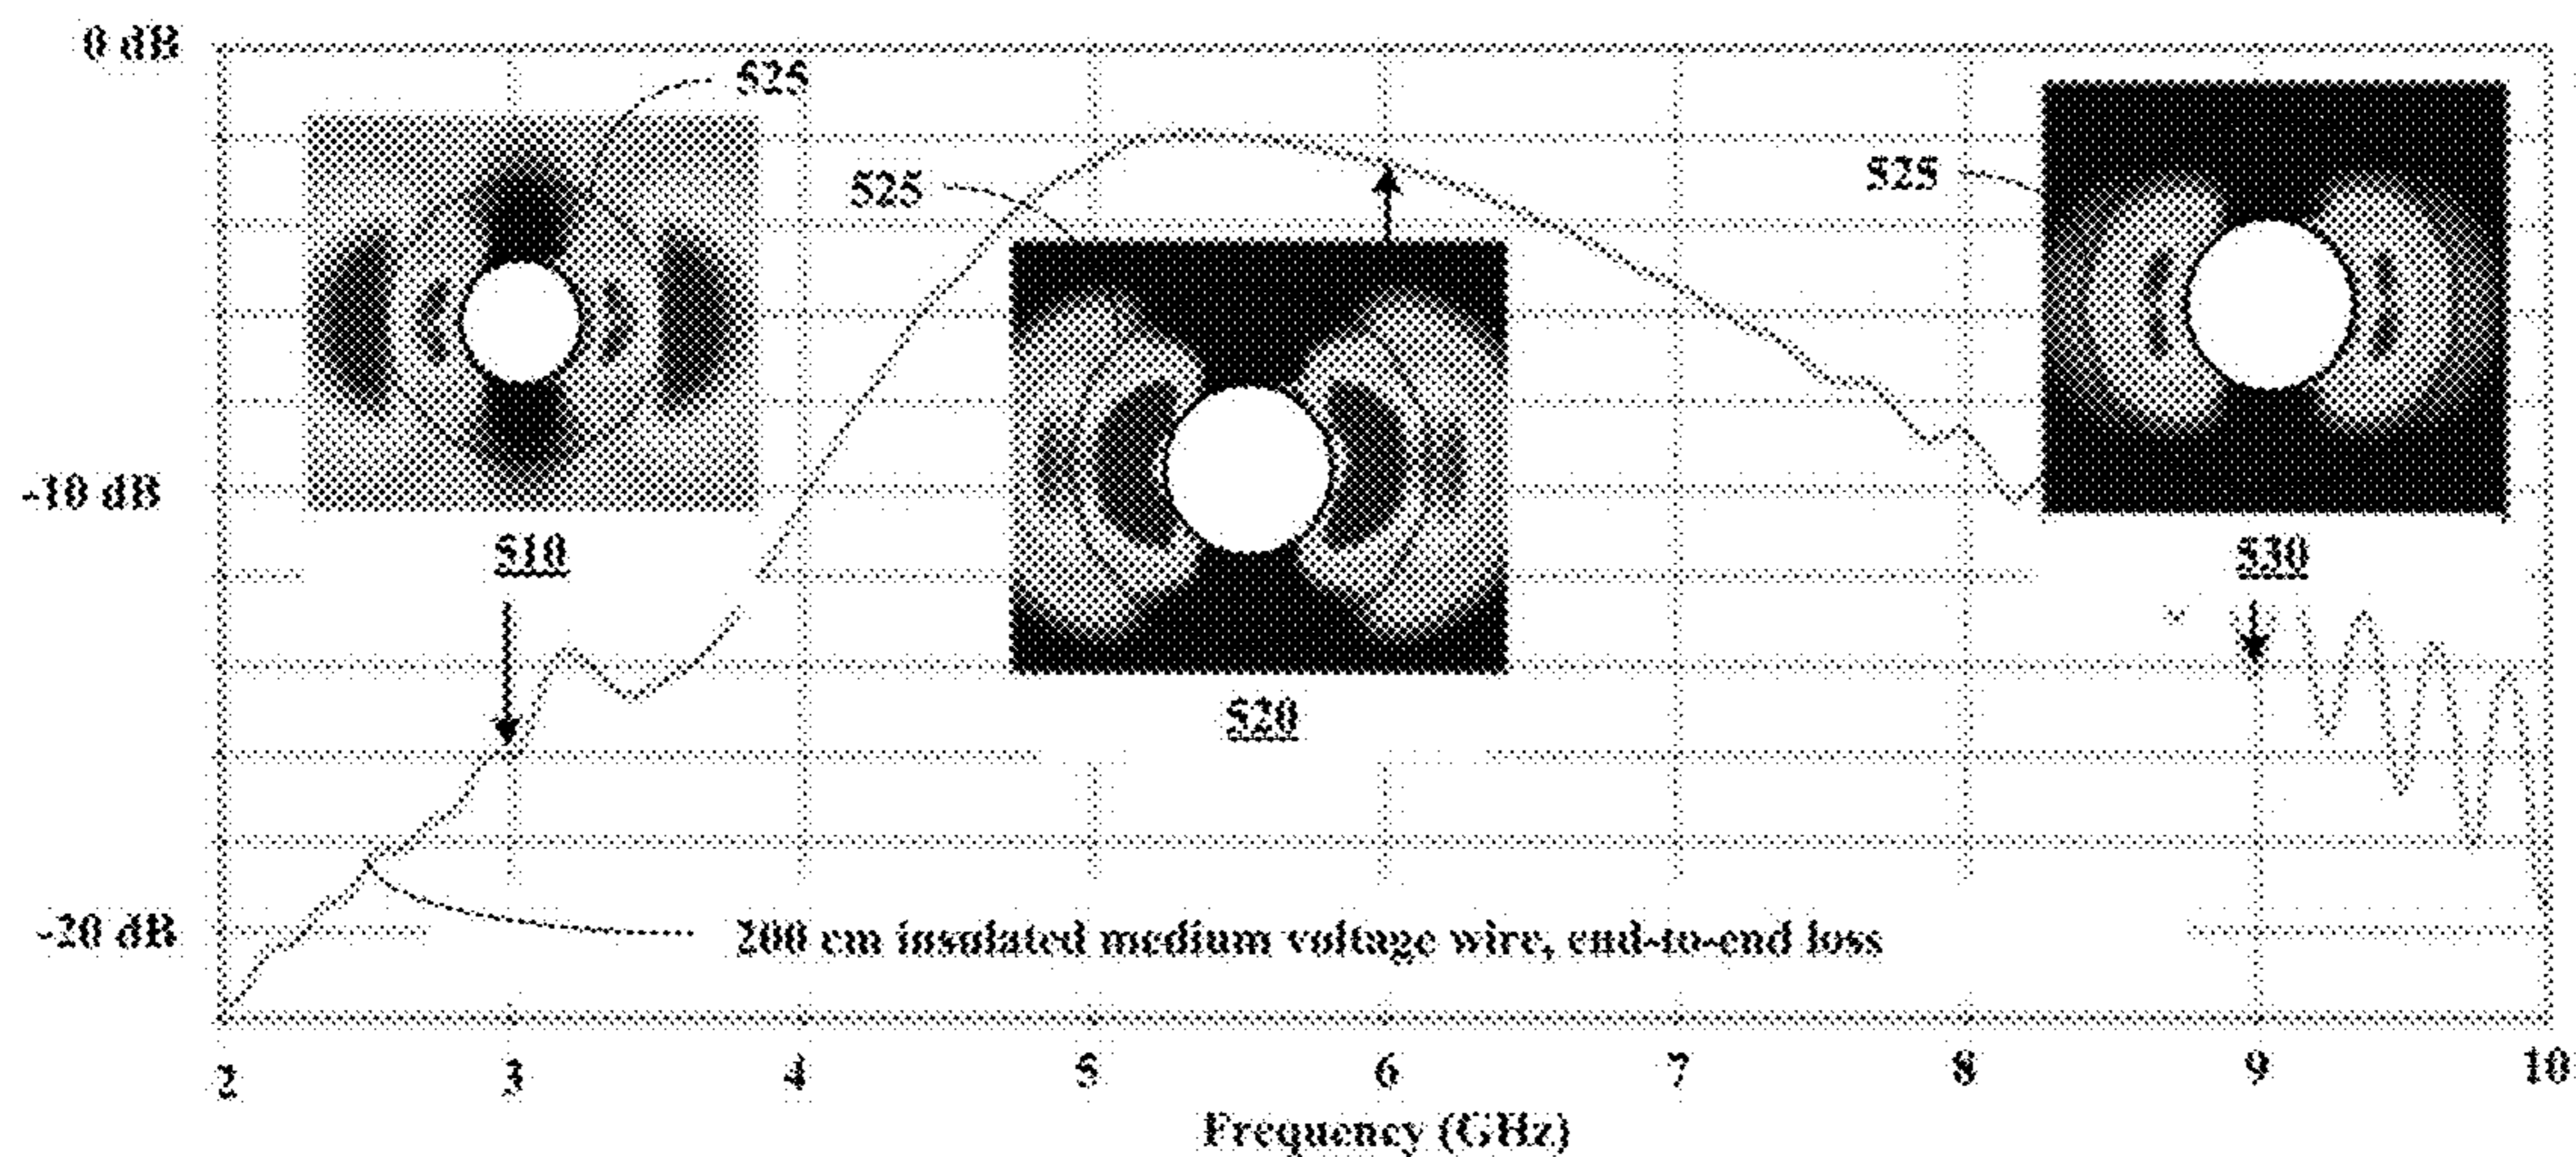 0 dB
525
525
525
-10 dB
510
530
520
-20 dB
200 cm insulated medium voltage wire, end-to-end loss
2 3 4 5 6 7 8 9 10
Frequency (GHz)